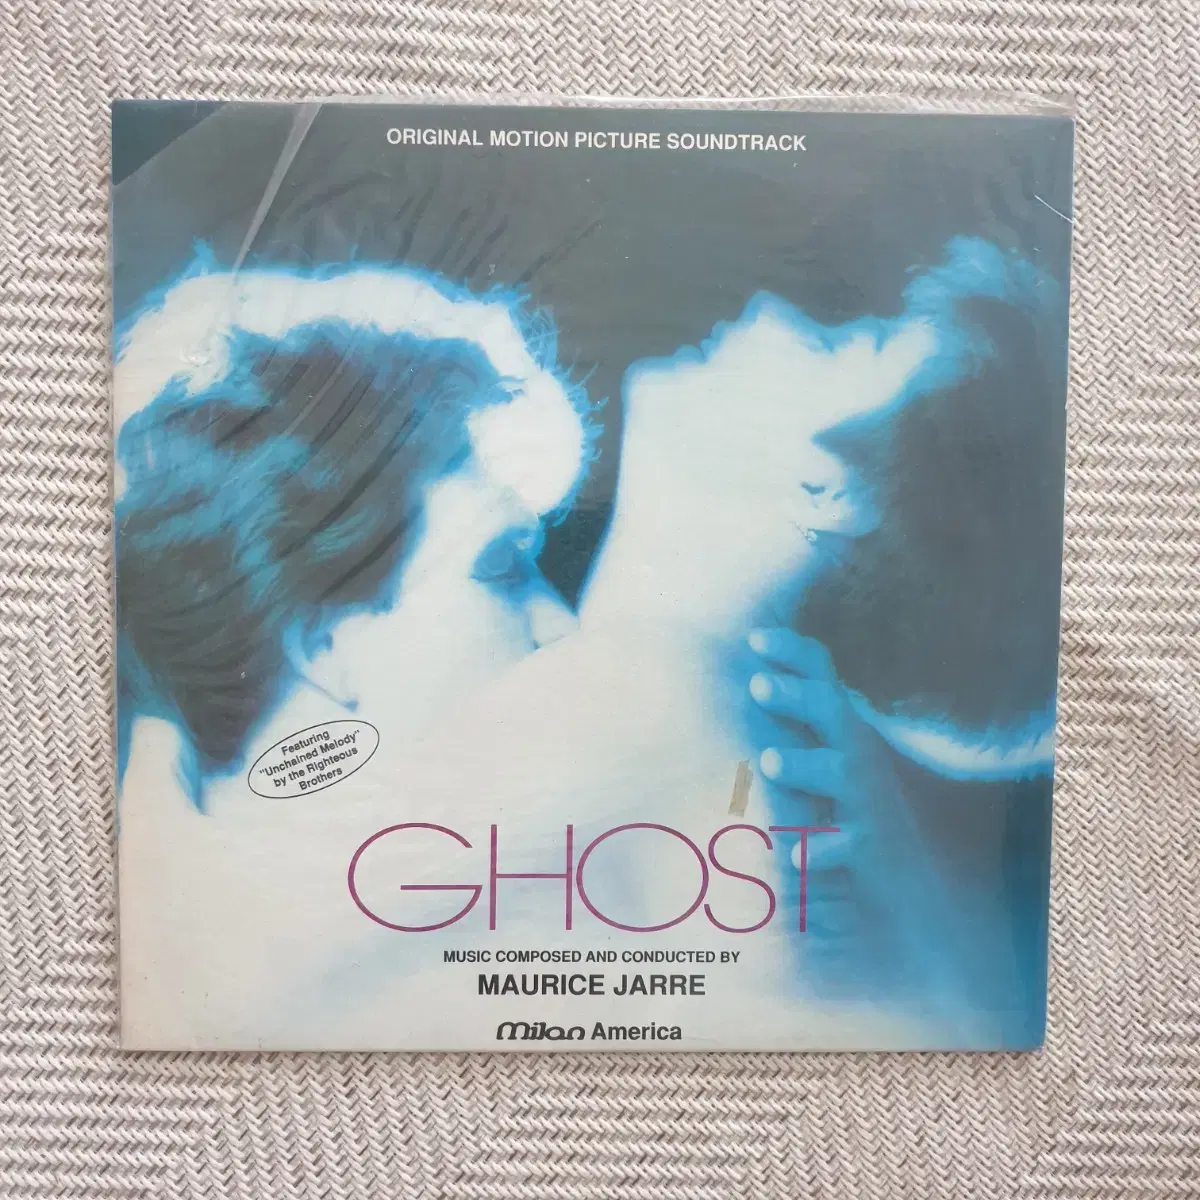 ORIGINAL MOTION PICTURE SOUNDTRACK
Featuring
"Unchained Melody"
by the Righteous
Brothers
GHOST
MUSIC COMPOSED AND CONDUCTED BY
MAURICE JARRE
milan America